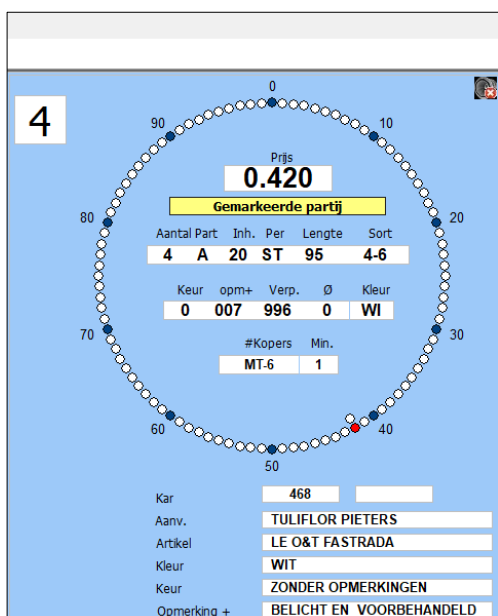 4
0
10
20
30
40
50
60
70
80
90
Prijs
0.420
Gemarkeerde partij
Aantal Part Inh. Per Lengte Sort
4 A 20 ST 95 4-6
Keur opm+ Verp. Ø Kleur
0 007 996 0 WI
#Kopers Min.
MT-6 1
Kar 468
Aanv. TULIFLOR PIETERS
Artikel LE O&T FASTRADA
Kleur WIT
Keur ZONDER OPMERKINGEN
Opmerking + BELICHT EN VOORBEHANDELD